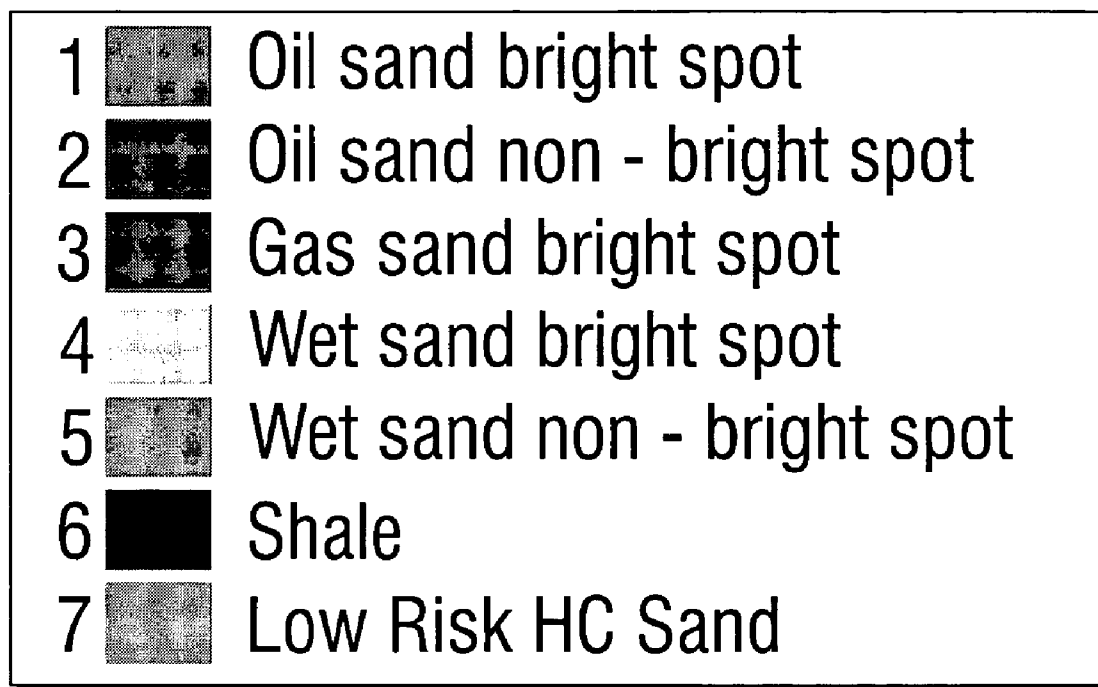 1 Oil sand bright spot
2 Oil sand non - bright spot
3 Gas sand bright spot
4 Wet sand bright spot
5 Wet sand non - bright spot
6 Shale
7 Low Risk HC Sand